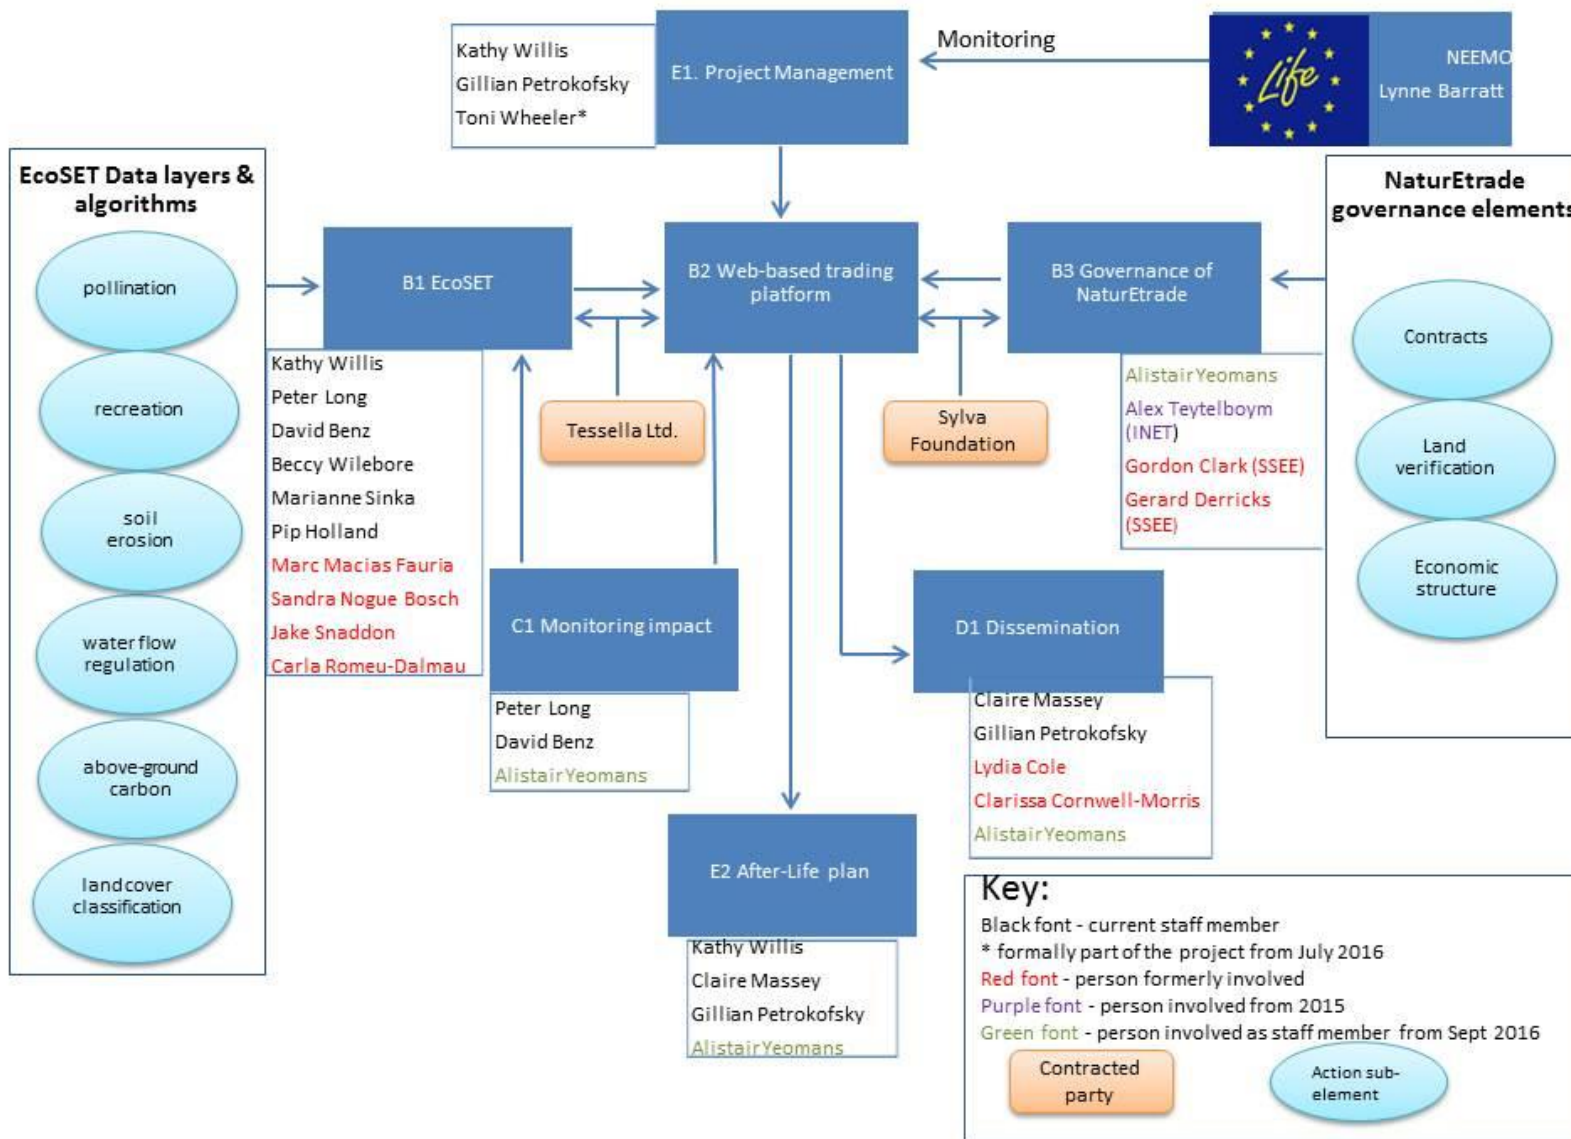 Kathy Willis
Gillian Petrokofsky
Toni Wheeler*
E1. Project Management
Monitoring
Life
NEEMO
Lynne Barratt
EcoSET Data layers &
algorithms
pollination
recreation
soil
erosion
water flow
regulation
above-ground
carbon
landcover
classification
B1 EcoSET
Kathy Willis
Peter Long
David Benz
Beccy Wilebore
Marianne Sinka
Pip Holland
Marc Macias Fauria
Sandra Nogue Bosch
Jake Snaddon
Carla Romeu-Dalmau
B2 Web-based trading
platform
Tessella Ltd.
Sylva
Foundation
B3 Governance of
NaturEtrade
Alistair Yeomans
Alex Teytelboym
(INET)
Gordon Clark (SSEE)
Gerard Derricks
(SSEE)
NaturEtrade
governance elements
Contracts
Land
verification
Economic
structure
C1 Monitoring impact
Peter Long
David Benz
Alistair Yeomans
D1 Dissemination
Claire Massey
Gillian Petrokofsky
Lydia Cole
Clarissa Cornwell-Morris
Alistair Yeomans
E2 After-Life plan
Kathy Willis
Claire Massey
Gillian Petrokofsky
Alistair Yeomans
Key:
Black font - current staff member
* formally part of the project from July 2016
Red font - person formerly involved
Purple font - person involved from 2015
Green font - person involved as staff member from Sept 2016
Contracted
party
Action sub-
element